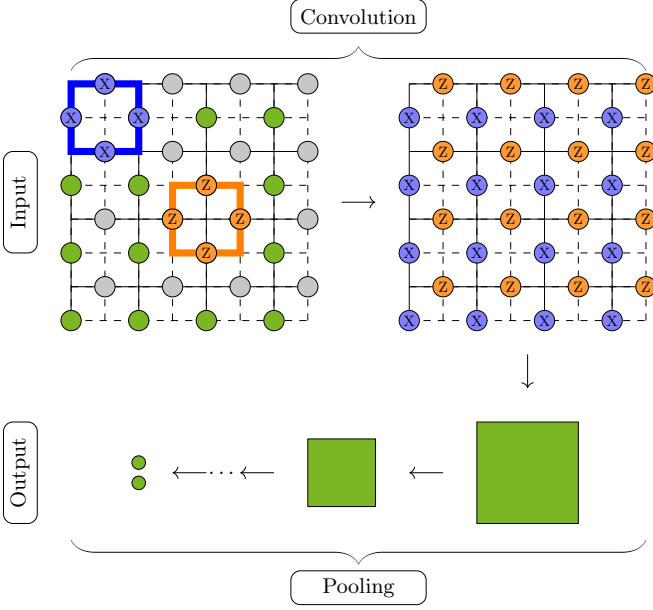 Convolution
X Z Z Z Z
X X X X X X
X Z Z Z Z
Input
Z X X X X
Z Z Z Z Z Z
Z X X X X
Z Z Z Z
X X X X
Output
...
Pooling